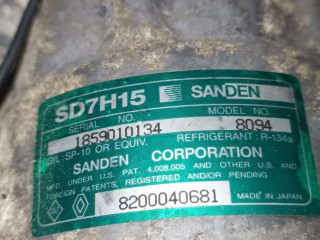 SD7H15 SANDEN
SERIAL NO. MODEL NO.
1859010134 8094
OIL: SP-10 OR EQUIV. REFRIGERANT: R-134a
SANDEN CORPORATION
MFD. UNDER U.S. PAT. 4,008,005 AND/OR OTHER U.S. AND
FOREIGN PATENTS, REGISTERED AND/OR PENDING
8200040681 MADE IN JAPAN